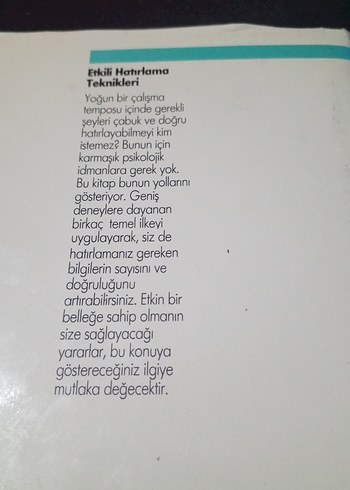 Etkili Hatırlama
Teknikleri
Yoğun bir çalışma
temposu içinde gerekli
şeyleri çabuk ve doğru
hatırlayabilmeyi kim
istemez? Bunun için
karmaşık psikolojik
idmanlara gerek yok.
Bu kitap bunun yollarını
gösteriyor. Geniş
deneylere dayanan
birkaç temel ilkeyi
uygulayarak, siz de
hatırlamanız gereken
bilgilerin sayısını ve
doğruluğunu
artırabilirsiniz. Etkin bir
belleğe sahip olmanın
size sağlayacağı
yararlar, bu konuya
göstereceğiniz ilgiye
mutlaka değecektir.